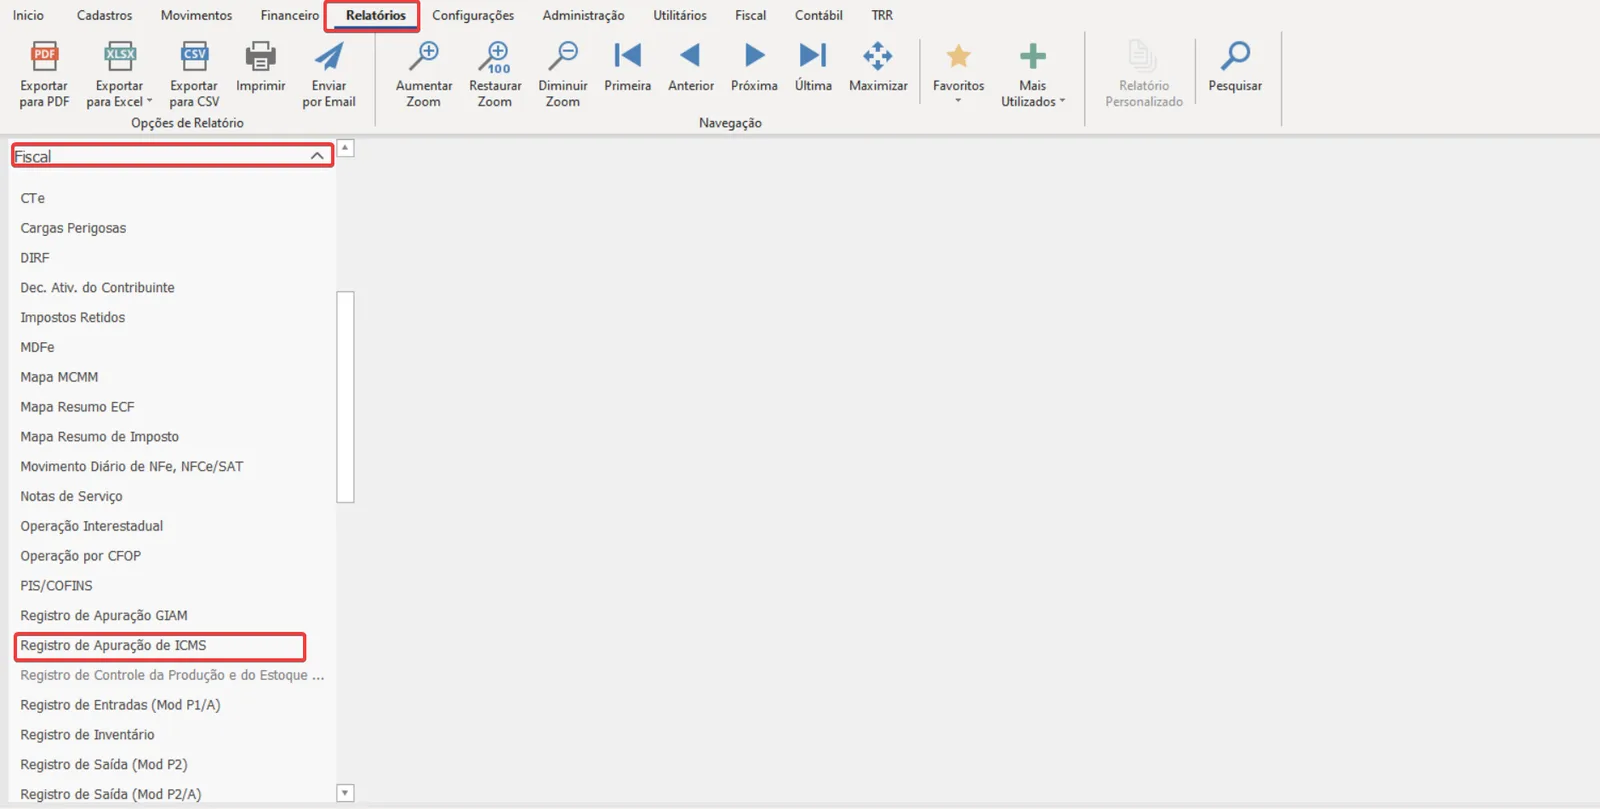 Inicio Cadastros Movimentos Financeiro Relatórios Configurações Administração Utilitários Fiscal Contábil TRR
PDF XLSX CSV 100
Exportar para PDF
Exportar para Excel
Exportar para CSV
Imprimir
Enviar por Email
Aumentar Zoom
Restaurar Zoom
Diminuir Zoom
Primeira
Anterior
Próxima
Última
Maximizar
Favoritos
Mais Utilizados
Relatório Personalizado
Pesquisar
Opções de Relatório
Navegação
Fiscal
CTe
Cargas Perigosas
DIRF
Dec. Ativ. do Contribuinte
Impostos Retidos
MDFe
Mapa MCMM
Mapa Resumo ECF
Mapa Resumo de Imposto
Movimento Diário de NFe, NFCe/SAT
Notas de Serviço
Operação Interestadual
Operação por CFOP
PIS/COFINS
Registro de Apuração GIAM
Registro de Apuração de ICMS
Registro de Controle da Produção e do Estoque ...
Registro de Entradas (Mod P1/A)
Registro de Inventário
Registro de Saída (Mod P2)
Registro de Saída (Mod P2/A)